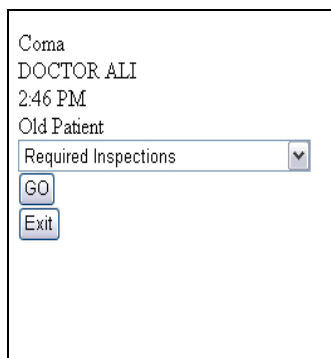 Coma
DOCTOR ALI
2:46 PM
Old Patient
Required Inspections
GO
Exit